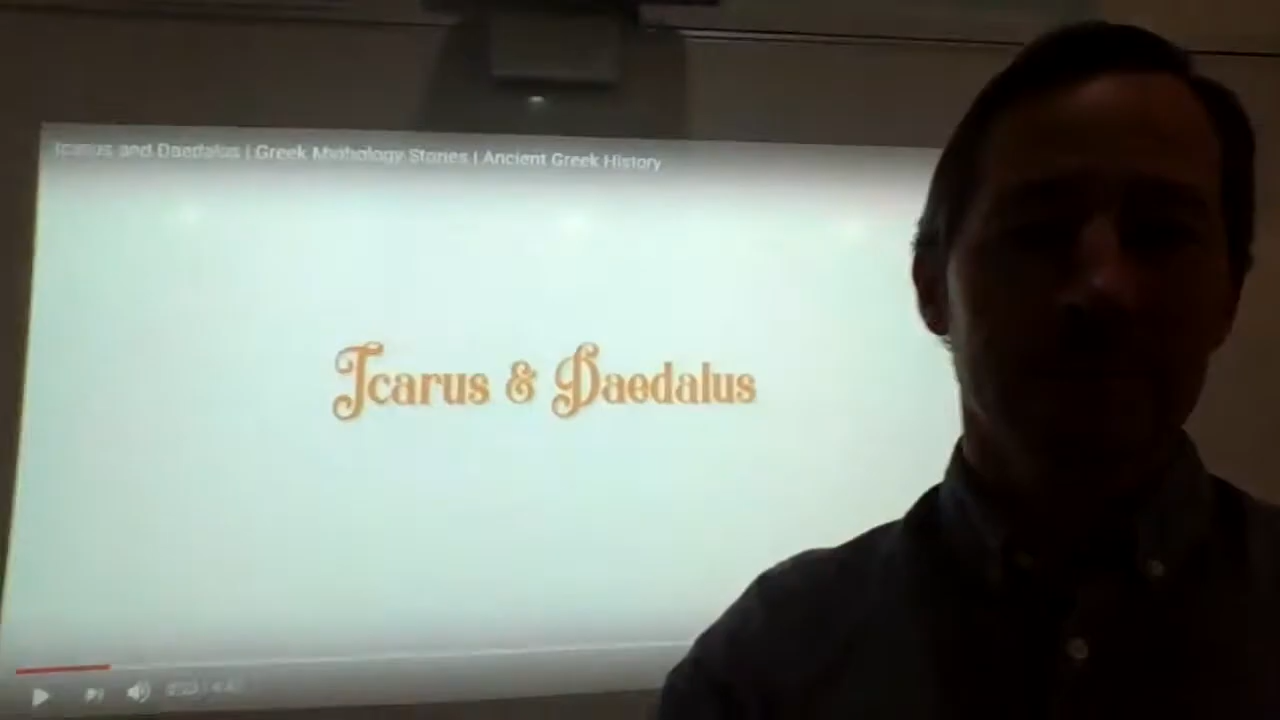 Icarus and Daedalus | Greek Mythology Stories | Ancient Greek History
Icarus & Daedalus